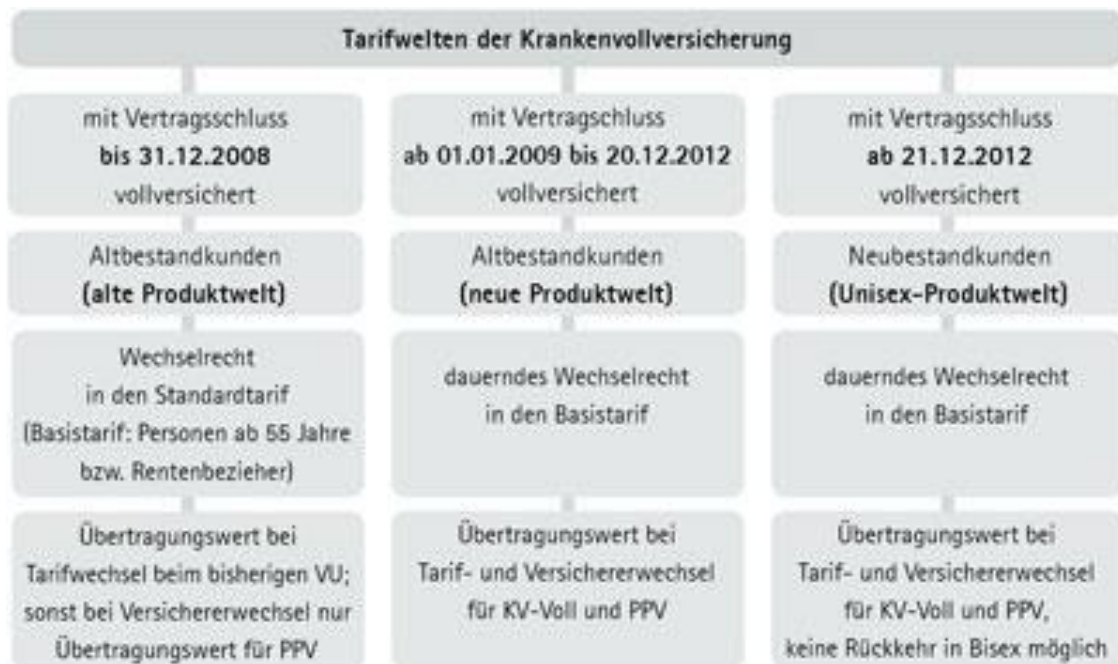 Tarifwelten der Krankenvollversicherung
mit Vertragsschluss
bis 31.12.2008
vollversichert
Altbestandkunden
(alte Produktwelt)
Wechselrecht
in den Standardtarif
(Basistarif: Personen ab 55 Jahre
bzw. Rentenbezieher)
Übertragungswert bei
Tarifwechsel beim bisherigen VU;
sonst bei Versichererwechsel nur
Übertragungswert für PPV
mit Vertragschluss
ab 01.01.2009 bis 20.12.2012
vollversichert
Altbestandkunden
(neue Produktwelt)
dauerndes Wechselrecht
in den Basistarif
Übertragungswert bei
Tarif- und Versichererwechsel
für KV-Voll und PPV
mit Vertragsschluss
ab 21.12.2012
vollversichert
Neubestandkunden
(Unisex-Produktwelt)
dauerndes Wechselrecht
in den Basistarif
Übertragungswert bei
Tarif- und Versichererwechsel
für KV-Voll und PPV,
keine Rückkehr in Bisex möglich